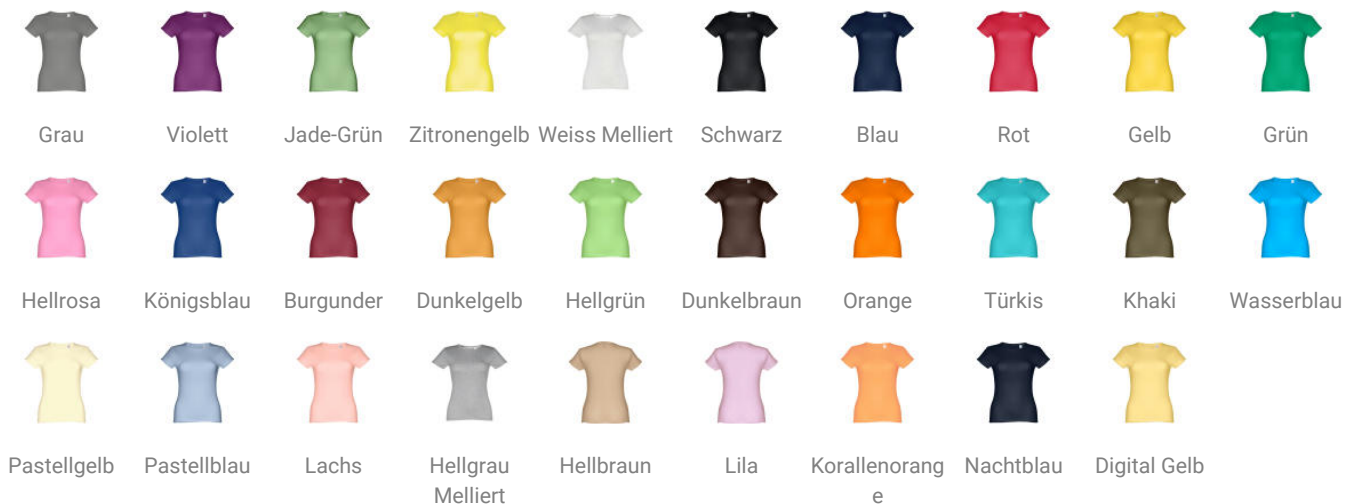 Grau Violett Jade-Grün Zitronengelb Weiss Melliert Schwarz Blau Rot Gelb Grün
Hellrosa Königsblau Burgunder Dunkelgelb Hellgrün Dunkelbraun Orange Türkis Khaki Wasserblau
Pastellgelb Pastellblau Lachs Hellgrau Hellbraun Lila Korallenorang Nachtblau Digital Gelb
Melliert e